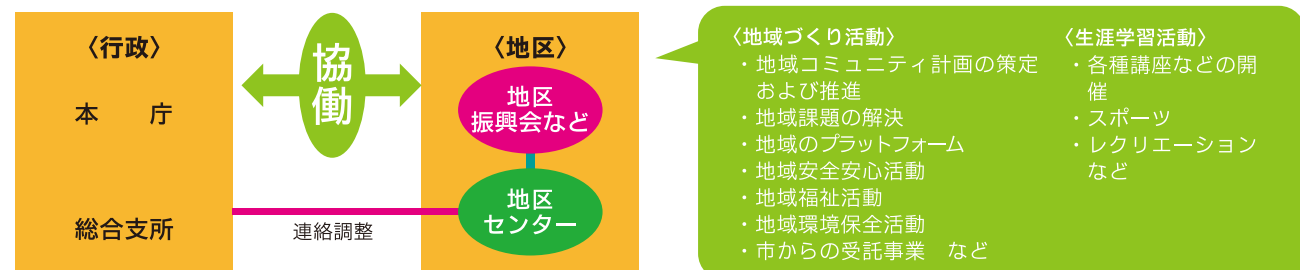 〈行政〉
本　庁
総合支所
協
働
連絡調整
〈地区〉
地区
振興会など
地区
センター
〈地域づくり活動〉
・地域コミュニティ計画の策定
および推進
・地域課題の解決
・地域のプラットフォーム
・地域安全安心活動
・地域福祉活動
・地域環境保全活動
・市からの受託事業　など
〈生涯学習活動〉
・各種講座などの開
催
・スポーツ
・レクリエーション
など